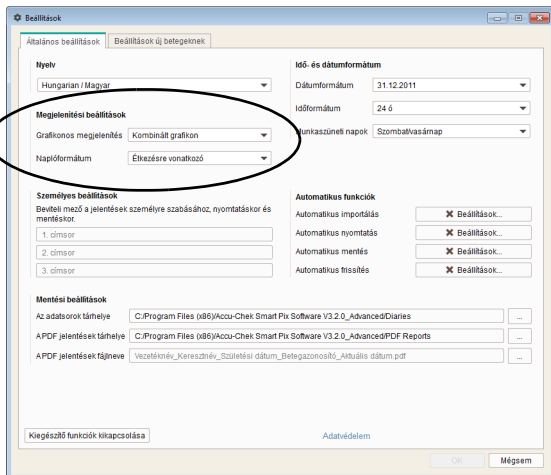 Beállítások
Általános beállítások
Beállítások új betegeknek
Nyelv
Hungarian / Magyar
Megjelenítési beállítások
Grafikonos megjelenítés Kombinált grafikon
Naplóformátum Étkezésre vonatkozó
Idő- és dátumformátum
Dátumformátum 31.12.2011
Időformátum 24 ó
Munkaszüneti napok Szombat/vasárnap
Személyes beállítások
Beviteli mező a jelentések személyre szabásához, nyomtatáskor és
mentéskor.
1. címsor
2. címsor
3. címsor
Automatikus funkciók
Automatikus importálás Beállítások...
Automatikus nyomtatás Beállítások...
Automatikus mentés Beállítások...
Automatikus frissítés Beállítások...
Mentési beállítások
Az adatsorok tárhelye C:/Program Files (x86)/Accu-Chek Smart Pix Software V3.2.0_Advanced/Diaries ...
A PDF jelentések tárhelye C:/Program Files (x86)/Accu-Chek Smart Pix Software V3.2.0_Advanced/PDF Reports ...
A PDF jelentések fájlneve Vezetéknév_Keresztnév_Születési dátum_Betegazonosító_Aktuális dátum.pdf ...
Kiegészítő funkciók kikapcsolása
Adatvédelem
OK
Mégsem